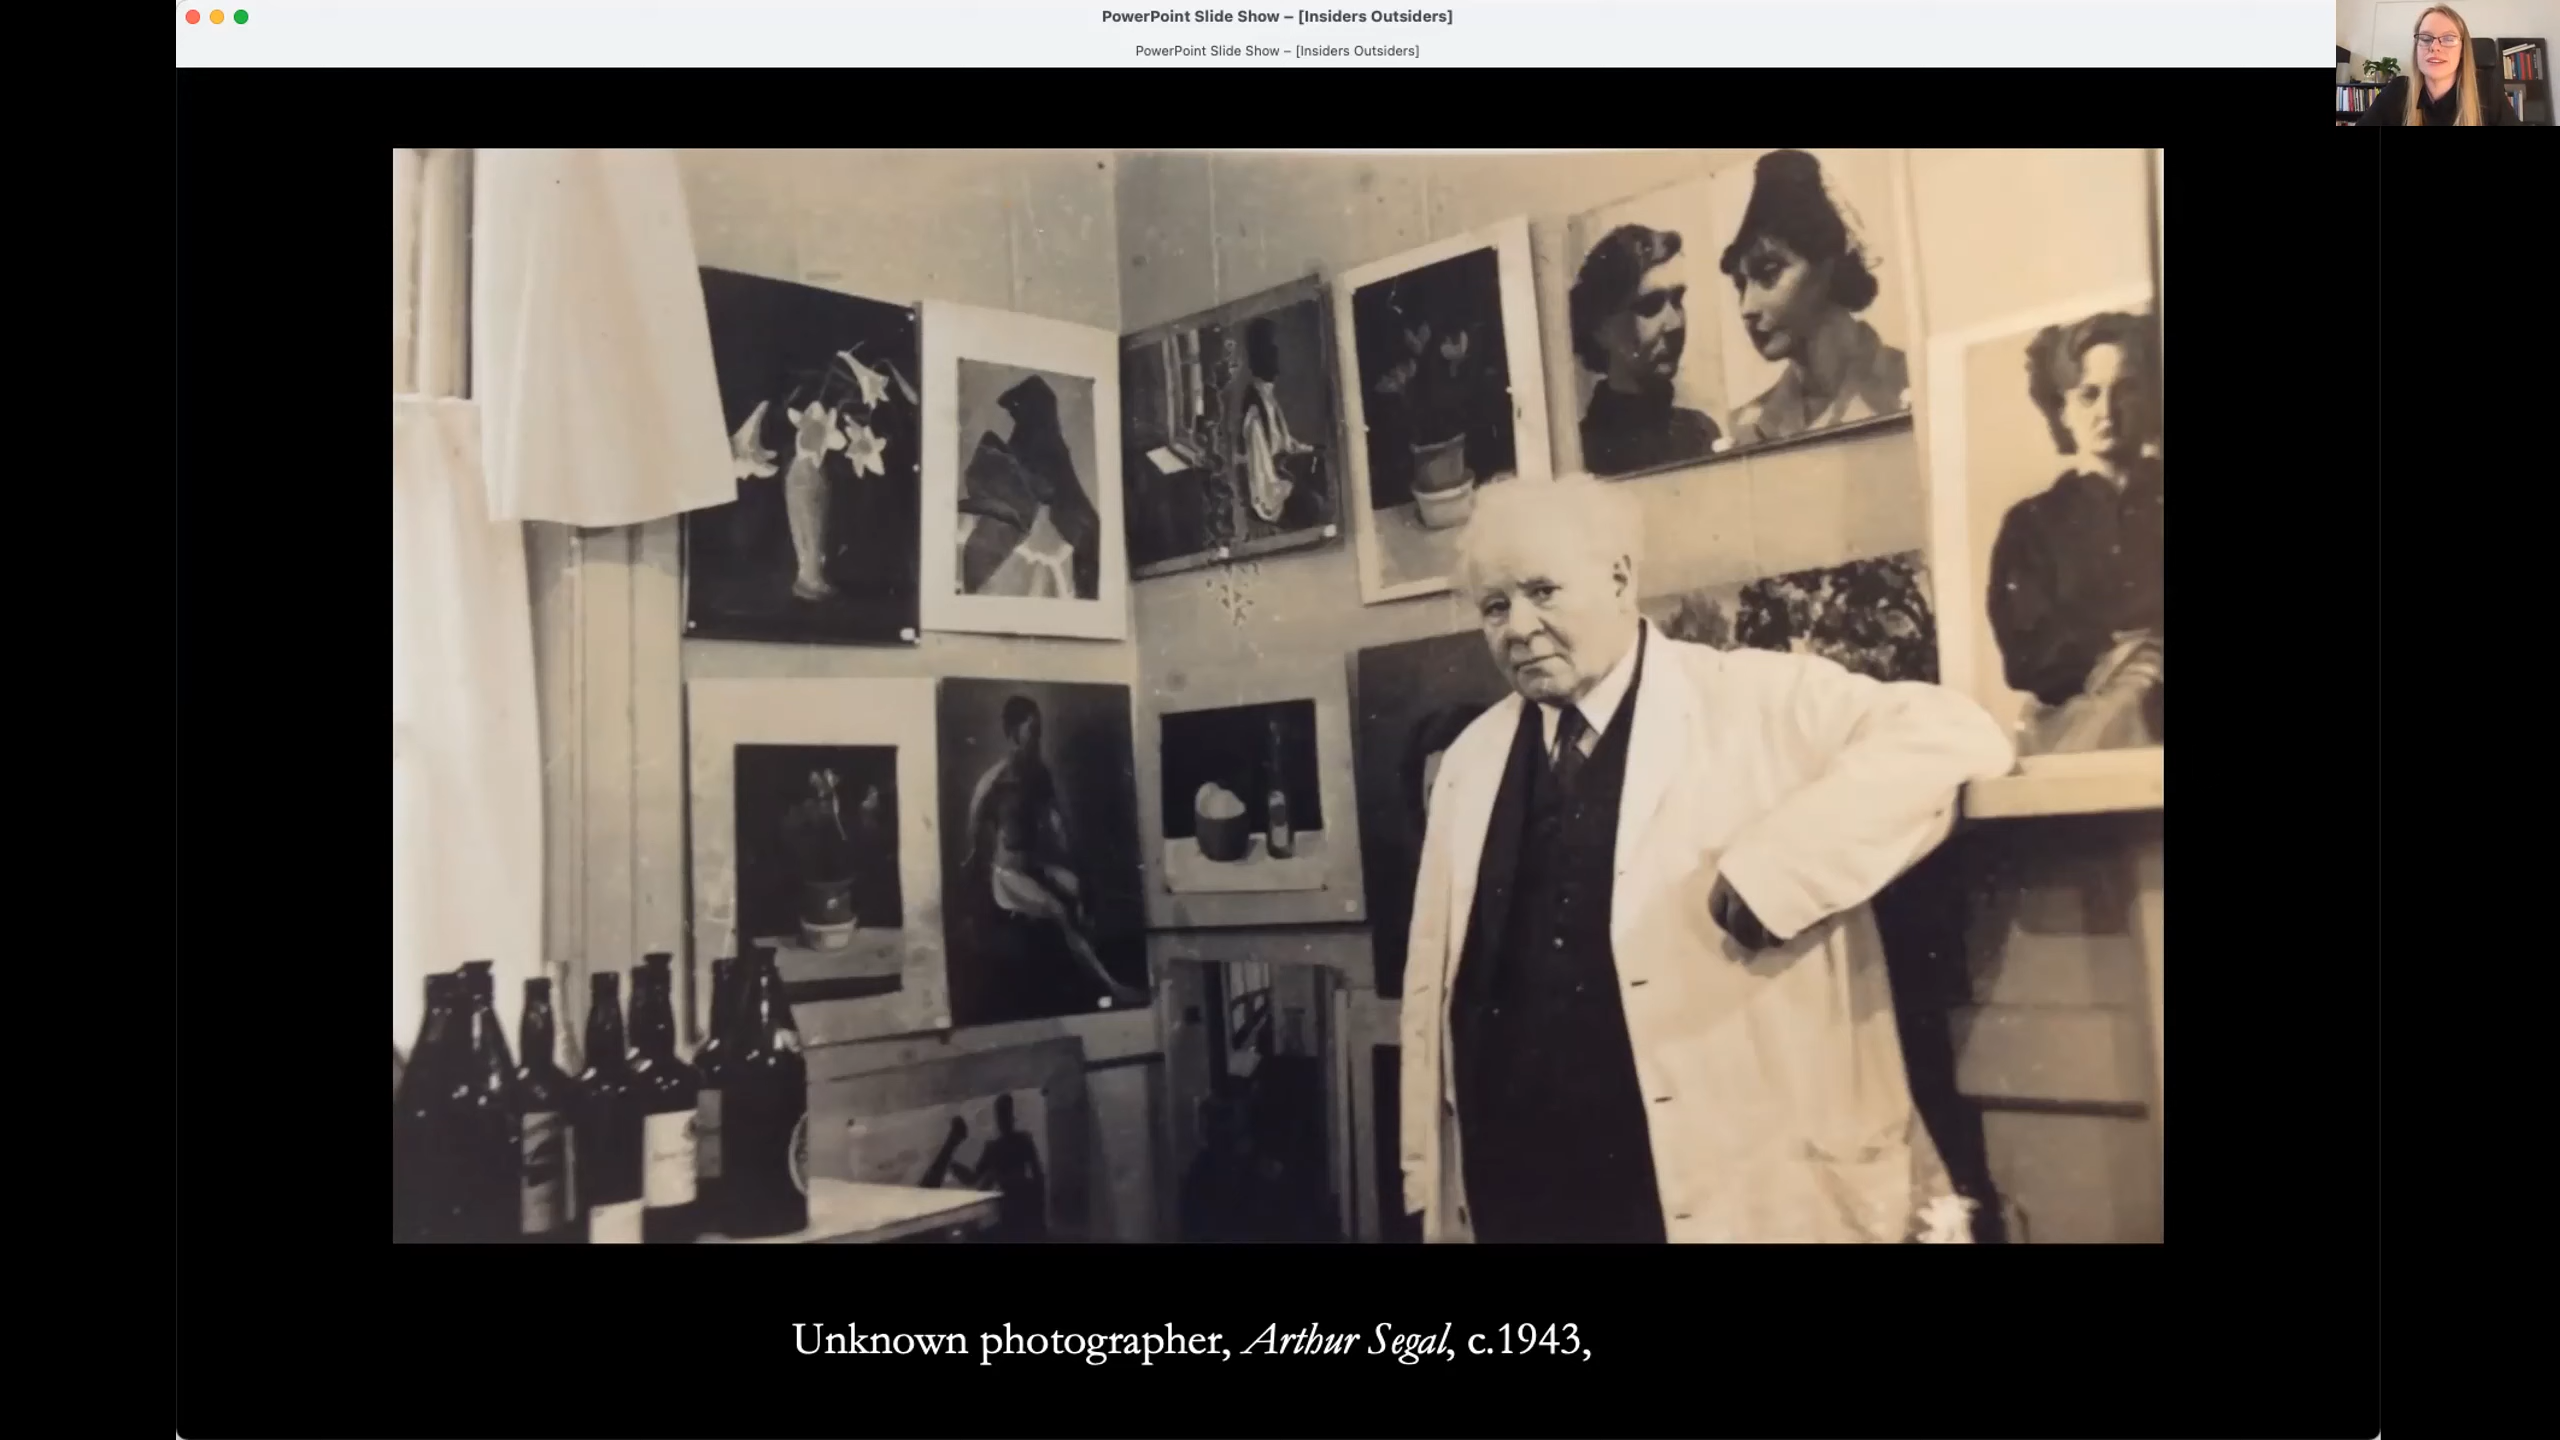 PowerPoint Slide Show – [Insiders Outsiders]
PowerPoint Slide Show – [Insiders Outsiders]
Unknown photographer, Arthur Segal, c.1943,